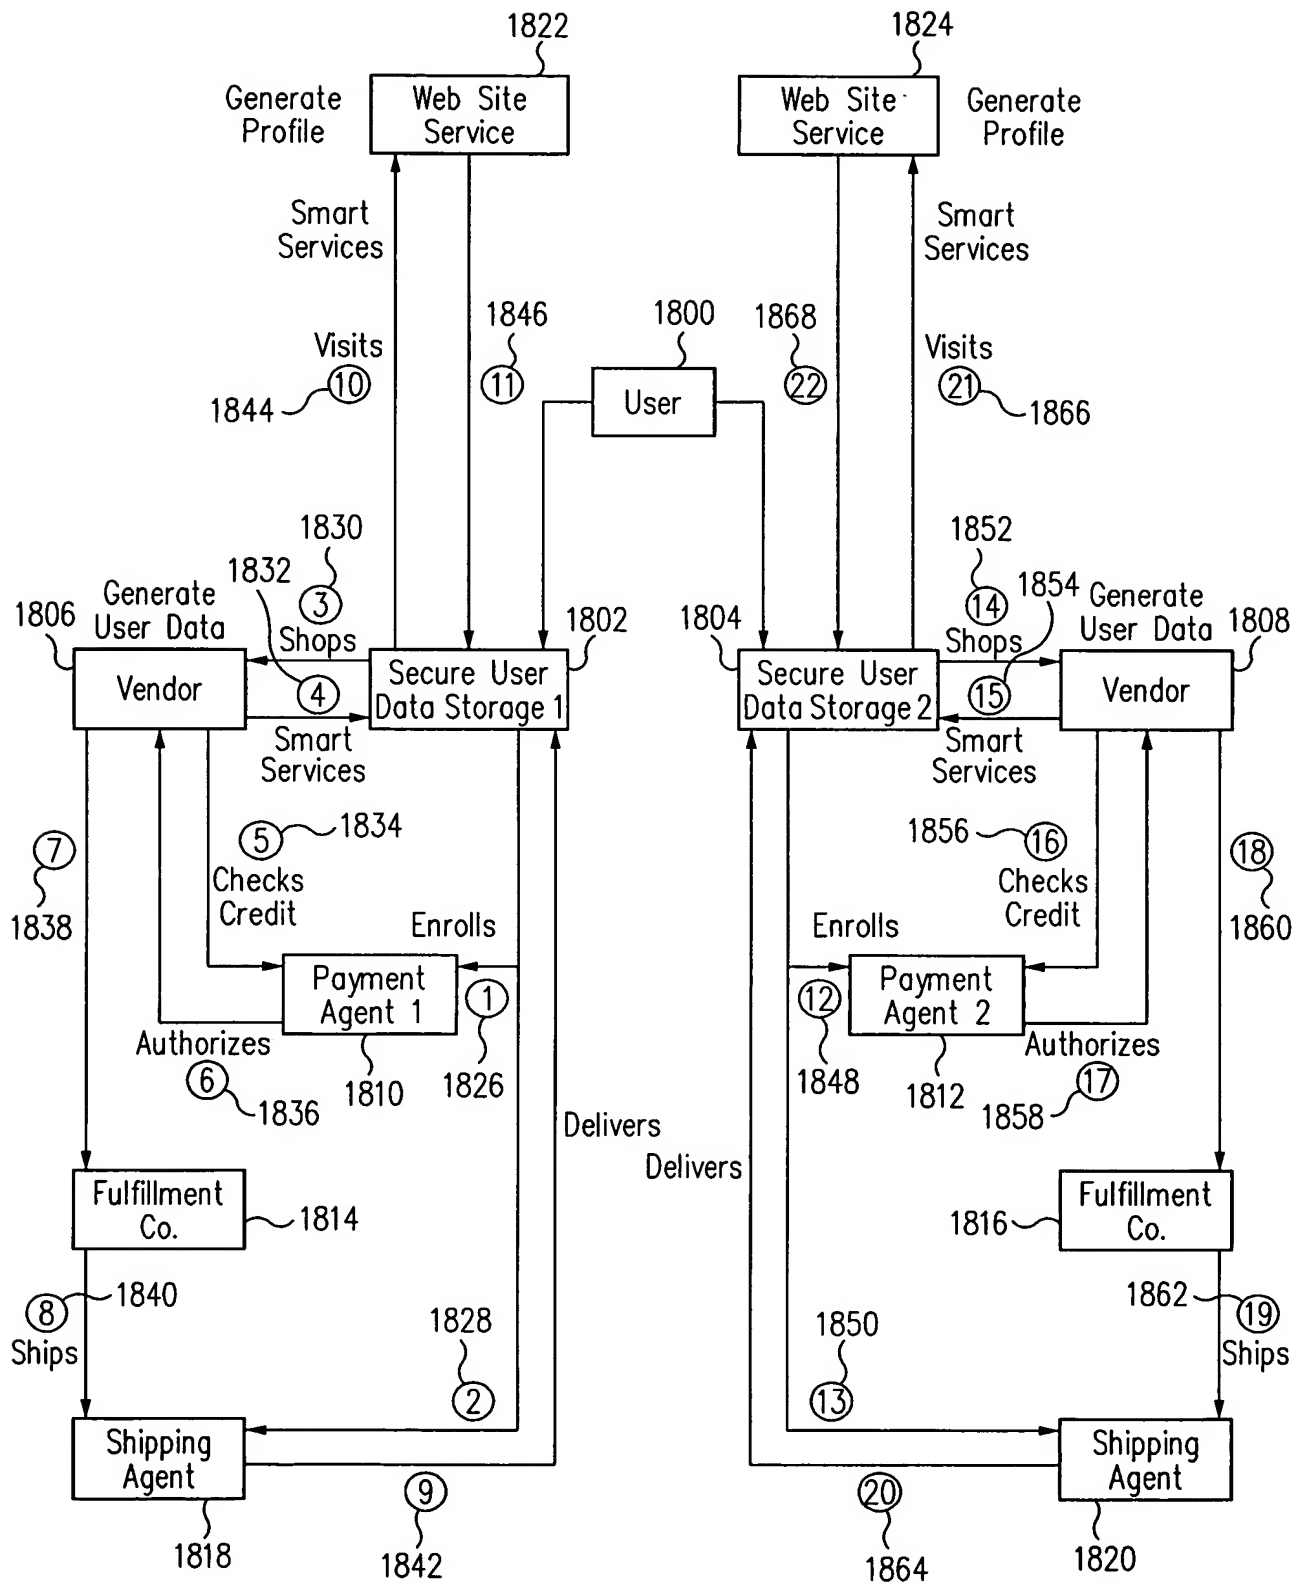 1822
1824
Generate
Profile
Web Site
Service
Web Site
Service
Generate
Profile
Smart
Services
Smart
Services
1846
1800
1868
Visits
10
11
User
22
Visits
21
1844
1866
1830
1852
1832
3
14
1854
1806
Generate
User Data
Shops
1802
1804
Shops
Generate
User Data
1808
Vendor
4
Secure User
Data Storage 1
Secure User
Data Storage 2
15
Vendor
Smart
Services
Smart
Services
7
5
1834
1856
16
18
1838
Checks
Credit
Enrolls
Enrolls
Checks
Credit
1860
Payment
Agent 1
1
12
Payment
Agent 2
Authorizes
6
1836
1810
1826
1848
1812
Authorizes
17
1858
Delivers
Delivers
Fulfillment
Co.
1814
1816
Fulfillment
Co.
8
1840
1862
19
Ships
Ships
1828
2
1850
13
Shipping
Agent
Shipping
Agent
9
20
1818
1842
1864
1820